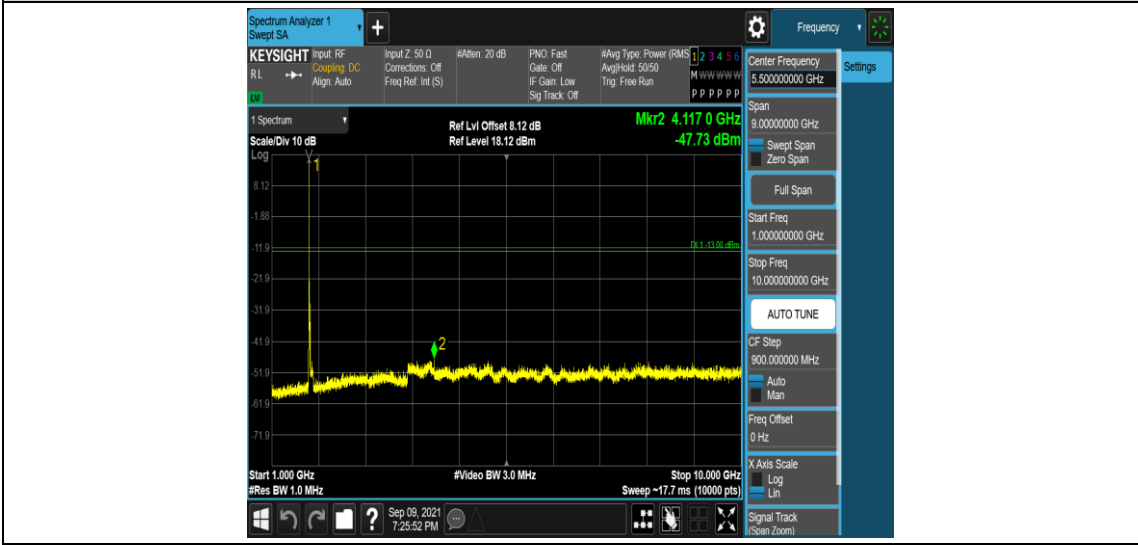 Spectrum Analyzer 1
Swept SA
+
Frequency
KEYSIGHT
RL
Input: RF
Coupling: DC
Align: Auto
Input Z: 50 Ω
Corrections: Off
Freq Ref: Int (S)
#Atten: 20 dB
PNO: Fast
Gate: Off
IF Gain: Low
Sig Track: Off
#Avg Type: Power (RMS
Avg|Hold: 50/50
Trig: Free Run
1 2 3 4 5 6
M W W W W W
P P P P P P
1 Spectrum
Scale/Div 10 dB
Log
Ref Lvl Offset 8.12 dB
Ref Level 18.12 dBm
Mkr2 4.117 0 GHz
-47.73 dBm
1
8.12
-1.88
-11.9
DL1 -13.00 dBm
-21.9
-31.9
-41.9
2
-51.9
-61.9
-71.9
Start 1.000 GHz
#Res BW 1.0 MHz
#Video BW 3.0 MHz
Stop 10.000 GHz
Sweep ~17.7 ms (10000 pts)
?
Sep 09, 2021
7:25:52 PM
Center Frequency
5.500000000 GHz
Settings
Span
9.00000000 GHz
Swept Span
Zero Span
Full Span
Start Freq
1.000000000 GHz
Stop Freq
10.000000000 GHz
AUTO TUNE
CF Step
900.000000 MHz
Auto
Man
Freq Offset
0 Hz
X Axis Scale
Log
Lin
Signal Track
(Span Zoom)